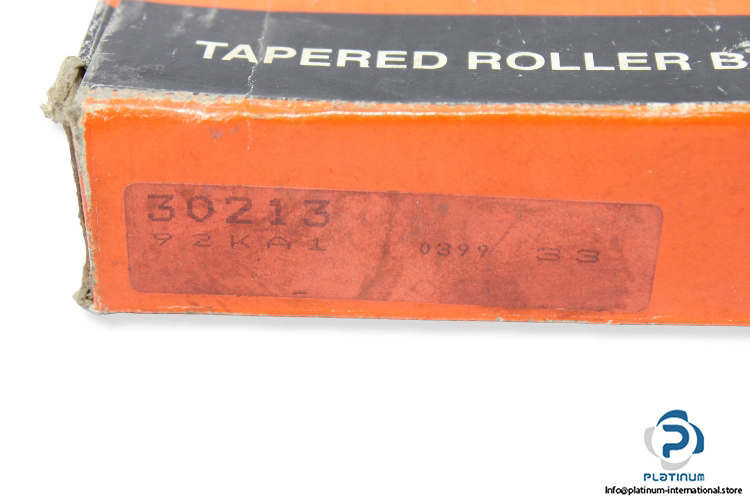 TAPERED ROLLER B
30213
92KA1 0399 33
PLATINUM
Info@platinum-international.store